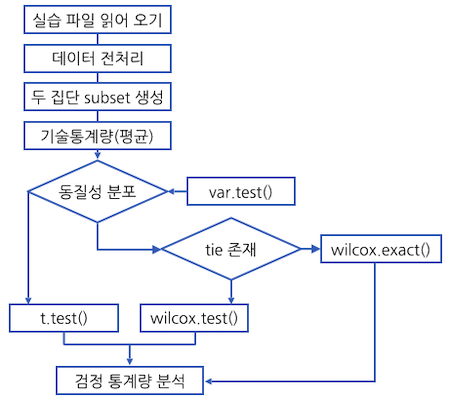 실습 파일 읽어 오기
데이터 전처리
두 집단 subset 생성
기술통계량(평균)
동질성 분포
var.test()
tie 존재
wilcox.exact()
t.test()
wilcox.test()
검정 통계량 분석